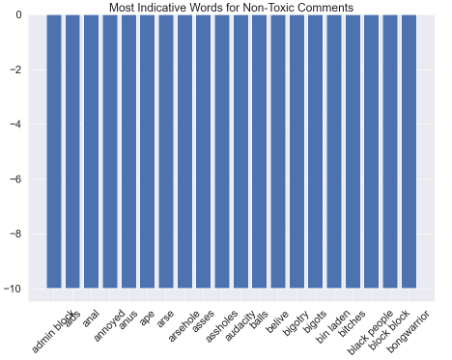 Most Indicative Words for Non-Toxic Comments
0
−2
−4
−6
−8
−10
admin block
aids
anal
annoyed
anus
ape
arse
arsehole
asses
assholes
audacity
balls
belive
bigotry
bigots
bin laden
bitches
black people
block block
bongwarrior